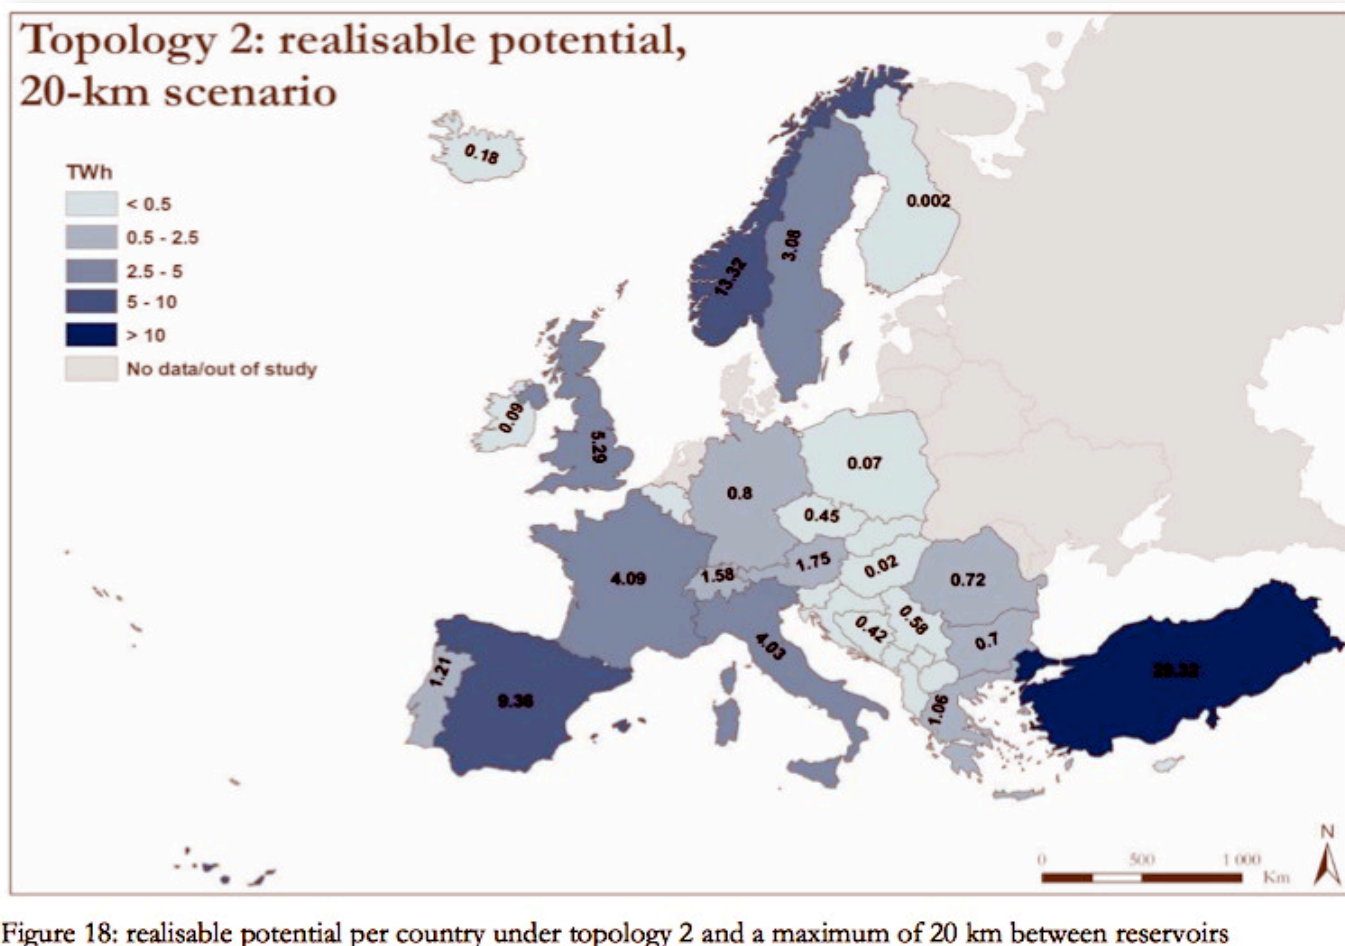 Topology 2: realisable potential,
20-km scenario
TWh
< 0.5
0.5 - 2.5
2.5 - 5
5 - 10
> 10
No data/out of study
0.18
0.002
3.08
13.32
0.09
5.29
0.07
0.8
0.45
1.75
0.02
1.58
4.09
0.72
0.58
0.42
0.7
4.03
1.21
9.36
1.06
N
0 500 1 000
Km
Figure 18: realisable potential per country under topology 2 and a maximum of 20 km between reservoirs